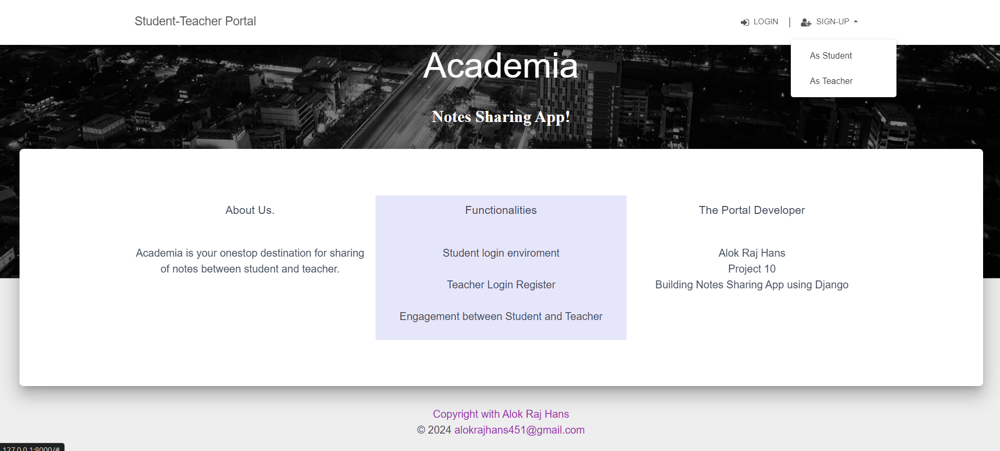 Student-Teacher Portal
LOGIN | SIGN-UP
As Student
As Teacher
Academia
Notes Sharing App!
About Us.
Academia is your onestop destination for sharing
of notes between student and teacher.
Functionalities
Student login enviroment
Teacher Login Register
Engagement between Student and Teacher
The Portal Developer
Alok Raj Hans
Project 10
Building Notes Sharing App using Django
Copyright with Alok Raj Hans
© 2024 alokrajhans451@gmail.com
127.0.0.1:8000/#